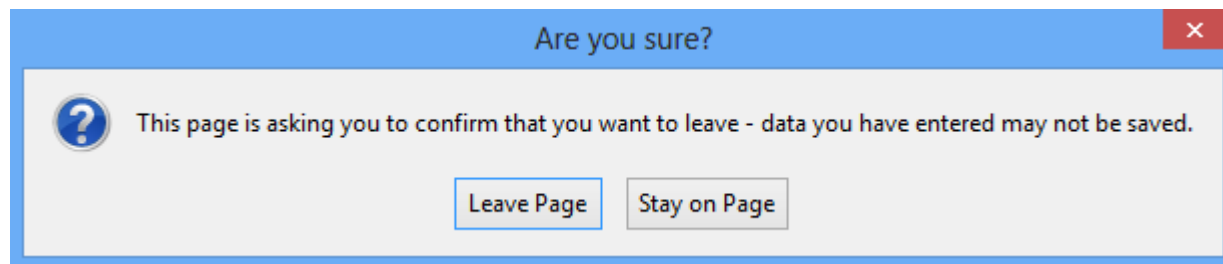 Are you sure?
This page is asking you to confirm that you want to leave - data you have entered may not be saved.
Leave Page
Stay on Page